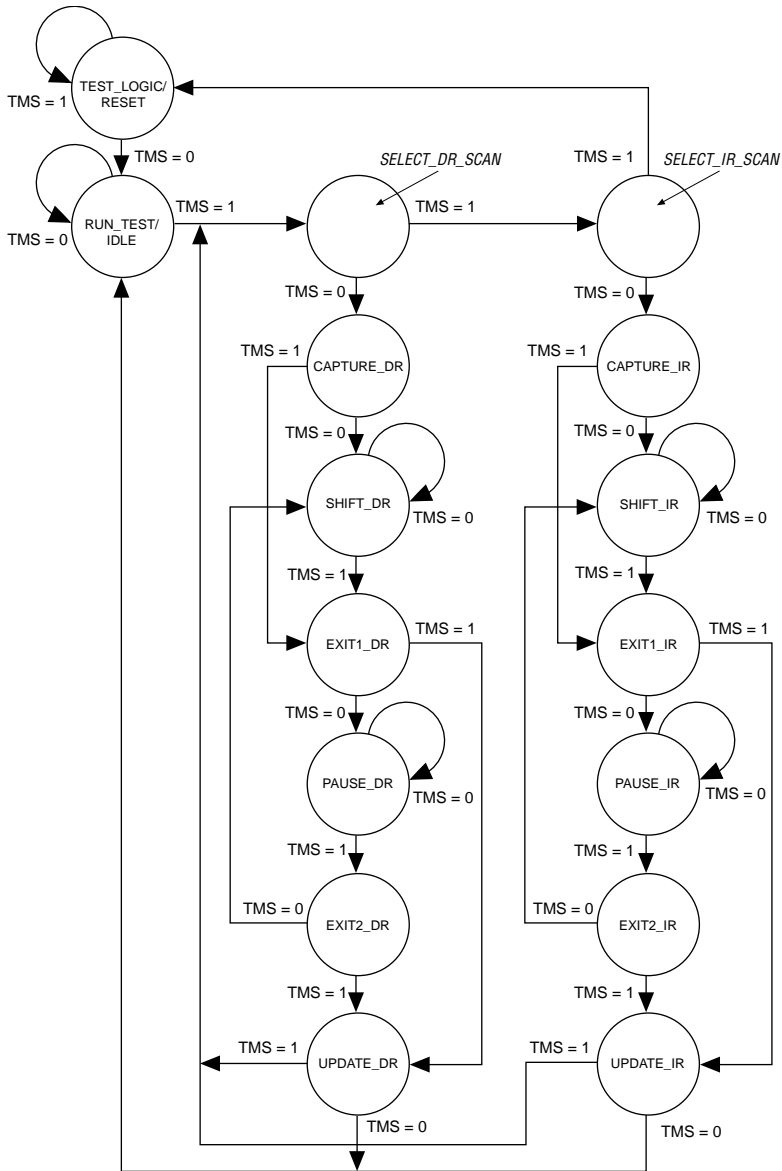 TEST_LOGIC/
RESET
TMS = 1
TMS = 0
SELECT_DR_SCAN
TMS = 1
SELECT_IR_SCAN
RUN_TEST/
IDLE
TMS = 0
TMS = 1
TMS = 1
TMS = 0
TMS = 0
TMS = 1
CAPTURE_DR
TMS = 1
CAPTURE_IR
TMS = 0
TMS = 0
SHIFT_DR
TMS = 0
SHIFT_IR
TMS = 0
TMS = 1
TMS = 1
EXIT1_DR
TMS = 1
EXIT1_IR
TMS = 1
TMS = 0
TMS = 0
PAUSE_DR
TMS = 0
PAUSE_IR
TMS = 0
TMS = 1
TMS = 1
TMS = 0
EXIT2_DR
TMS = 0
EXIT2_IR
TMS = 1
TMS = 1
TMS = 1
UPDATE_DR
TMS = 1
UPDATE_IR
TMS = 0
TMS = 0